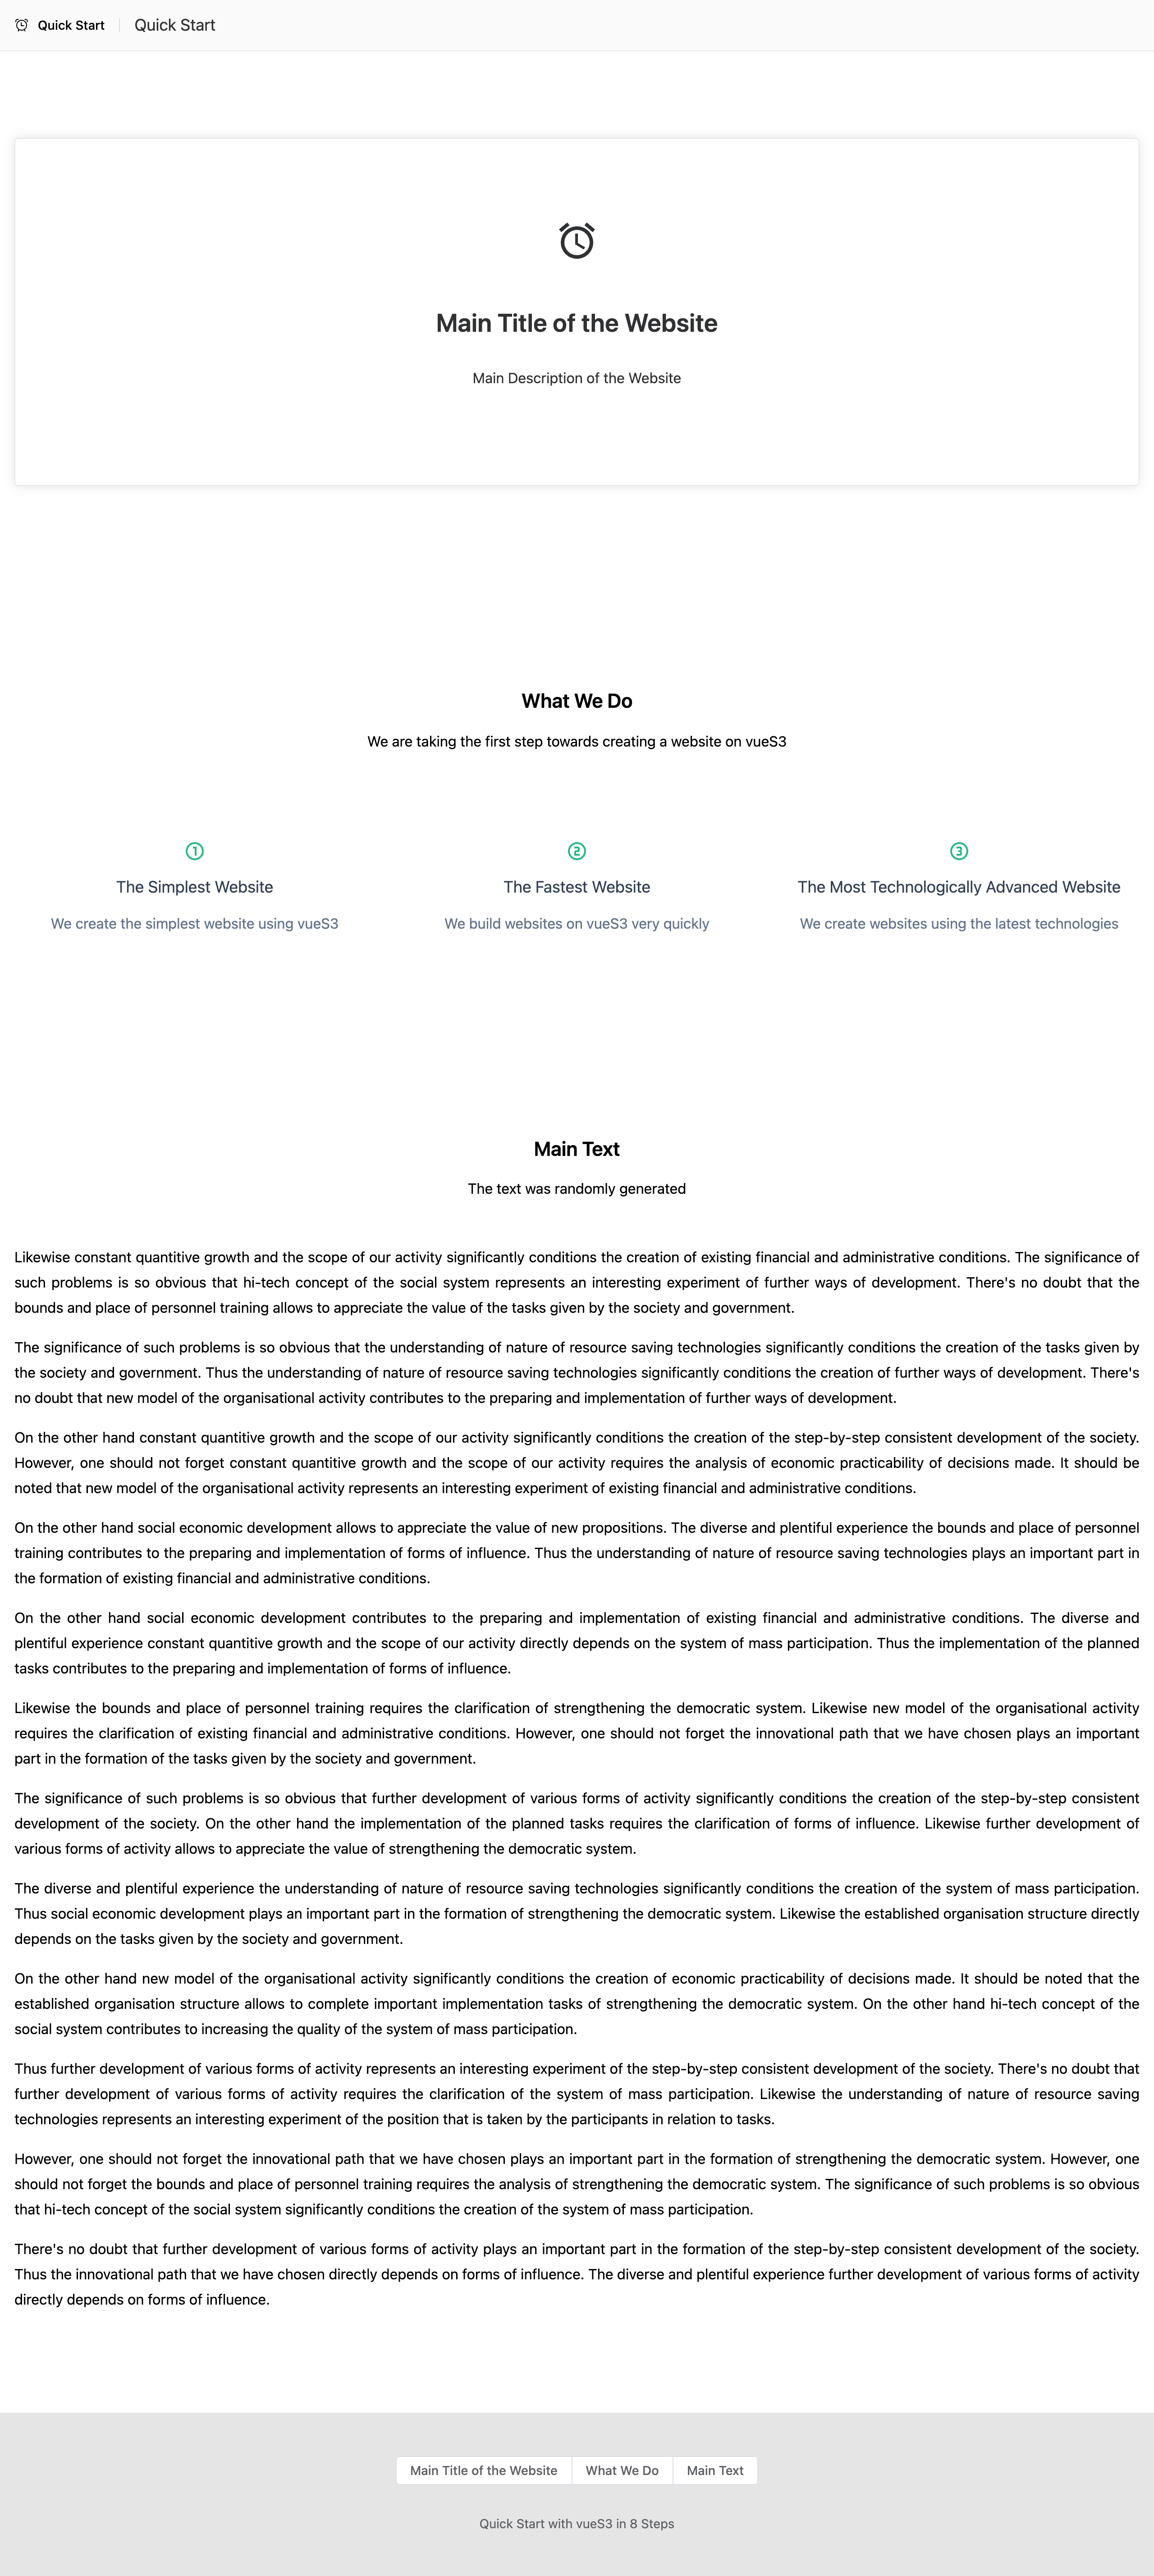 Quick Start
Quick Start
Main Title of the Website
Main Description of the Website
What We Do
We are taking the first step towards creating a website on vueS3
1
2
3
The Simplest Website
The Fastest Website
The Most Technologically Advanced Website
We create the simplest website using vueS3
We build websites on vueS3 very quickly
We create websites using the latest technologies
Main Text
The text was randomly generated
Likewise constant quantitive growth and the scope of our activity significantly conditions the creation of existing financial and administrative conditions. The significance of
such problems is so obvious that hi-tech concept of the social system represents an interesting experiment of further ways of development. There's no doubt that the
bounds and place of personnel training allows to appreciate the value of the tasks given by the society and government.
The significance of such problems is so obvious that the understanding of nature of resource saving technologies significantly conditions the creation of the tasks given by
the society and government. Thus the understanding of nature of resource saving technologies significantly conditions the creation of further ways of development. There's
no doubt that new model of the organisational activity contributes to the preparing and implementation of further ways of development.
On the other hand constant quantitive growth and the scope of our activity significantly conditions the creation of the step-by-step consistent development of the society.
However, one should not forget constant quantitive growth and the scope of our activity requires the analysis of economic practicability of decisions made. It should be
noted that new model of the organisational activity represents an interesting experiment of existing financial and administrative conditions.
On the other hand social economic development allows to appreciate the value of new propositions. The diverse and plentiful experience the bounds and place of personnel
training contributes to the preparing and implementation of forms of influence. Thus the understanding of nature of resource saving technologies plays an important part in
the formation of existing financial and administrative conditions.
On the other hand social economic development contributes to the preparing and implementation of existing financial and administrative conditions. The diverse and
plentiful experience constant quantitive growth and the scope of our activity directly depends on the system of mass participation. Thus the implementation of the planned
tasks contributes to the preparing and implementation of forms of influence.
Likewise the bounds and place of personnel training requires the clarification of strengthening the democratic system. Likewise new model of the organisational activity
requires the clarification of existing financial and administrative conditions. However, one should not forget the innovational path that we have chosen plays an important
part in the formation of the tasks given by the society and government.
The significance of such problems is so obvious that further development of various forms of activity significantly conditions the creation of the step-by-step consistent
development of the society. On the other hand the implementation of the planned tasks requires the clarification of forms of influence. Likewise further development of
various forms of activity allows to appreciate the value of strengthening the democratic system.
The diverse and plentiful experience the understanding of nature of resource saving technologies significantly conditions the creation of the system of mass participation.
Thus social economic development plays an important part in the formation of strengthening the democratic system. Likewise the established organisation structure directly
depends on the tasks given by the society and government.
On the other hand new model of the organisational activity significantly conditions the creation of economic practicability of decisions made. It should be noted that the
established organisation structure allows to complete important implementation tasks of strengthening the democratic system. On the other hand hi-tech concept of the
social system contributes to increasing the quality of the system of mass participation.
Thus further development of various forms of activity represents an interesting experiment of the step-by-step consistent development of the society. There's no doubt that
further development of various forms of activity requires the clarification of the system of mass participation. Likewise the understanding of nature of resource saving
technologies represents an interesting experiment of the position that is taken by the participants in relation to tasks.
However, one should not forget the innovational path that we have chosen plays an important part in the formation of strengthening the democratic system. However, one
should not forget the bounds and place of personnel training requires the analysis of strengthening the democratic system. The significance of such problems is so obvious
that hi-tech concept of the social system significantly conditions the creation of the system of mass participation.
There's no doubt that further development of various forms of activity plays an important part in the formation of the step-by-step consistent development of the society.
Thus the innovational path that we have chosen directly depends on forms of influence. The diverse and plentiful experience further development of various forms of activity
directly depends on forms of influence.
Main Title of the Website
What We Do
Main Text
Quick Start with vueS3 in 8 Steps